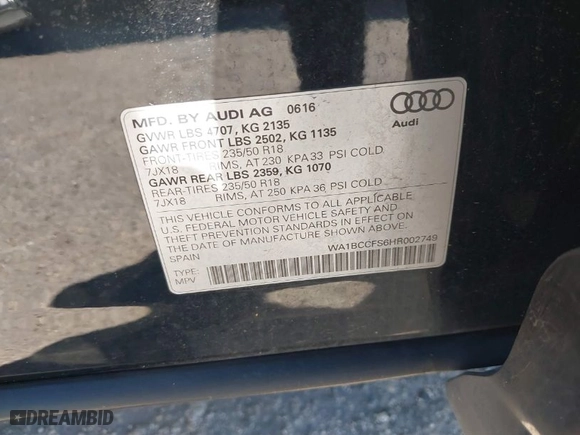 MFD. BY AUDI AG 0616
GVWR LBS 4707, KG 2135
GAWR FRONT LBS 2502, KG 1135
FRONT-TIRES 235/50 R18
7JX18 RIMS, AT 230 KPA 33 PSI COLD
GAWR REAR LBS 2359, KG 1070
REAR-TIRES 235/50 R18
7JX18 RIMS, AT 250 KPA 36 PSI COLD
THIS VEHICLE CONFORMS TO ALL APPLICABLE
U.S. FEDERAL MOTOR VEHICLE SAFETY AND
THEFT PREVENTION STANDARDS IN EFFECT ON
THE DATE OF MANUFACTURE SHOWN ABOVE.
SPAIN WA1BCCFS6HR002749
TYPE:
MPV
Audi
DREAMBID